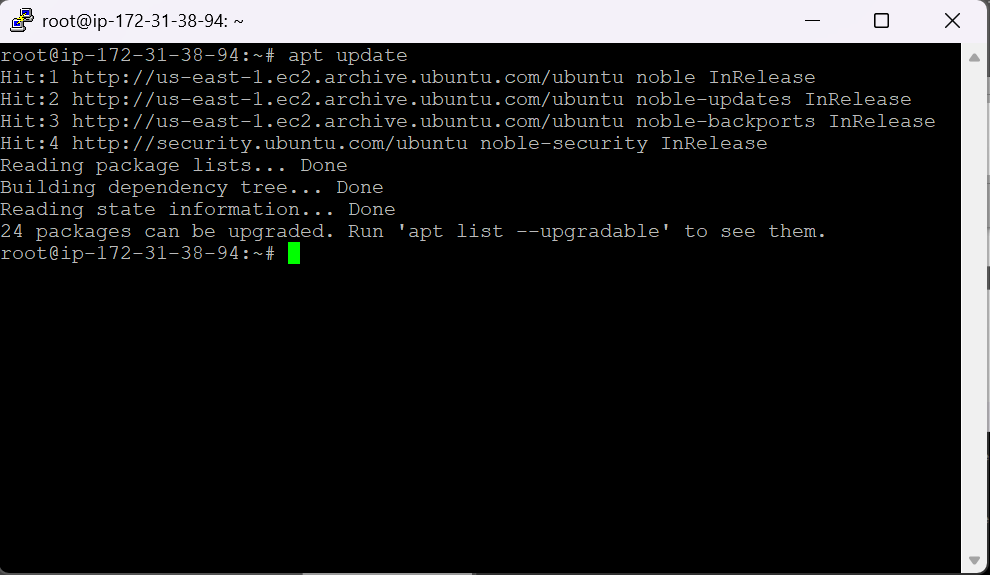 root@ip-172-31-38-94: ~
root@ip-172-31-38-94:~# apt update
Hit:1 http://us-east-1.ec2.archive.ubuntu.com/ubuntu noble InRelease
Hit:2 http://us-east-1.ec2.archive.ubuntu.com/ubuntu noble-updates InRelease
Hit:3 http://us-east-1.ec2.archive.ubuntu.com/ubuntu noble-backports InRelease
Hit:4 http://security.ubuntu.com/ubuntu noble-security InRelease
Reading package lists... Done
Building dependency tree... Done
Reading state information... Done
24 packages can be upgraded. Run 'apt list --upgradable' to see them.
root@ip-172-31-38-94:~#